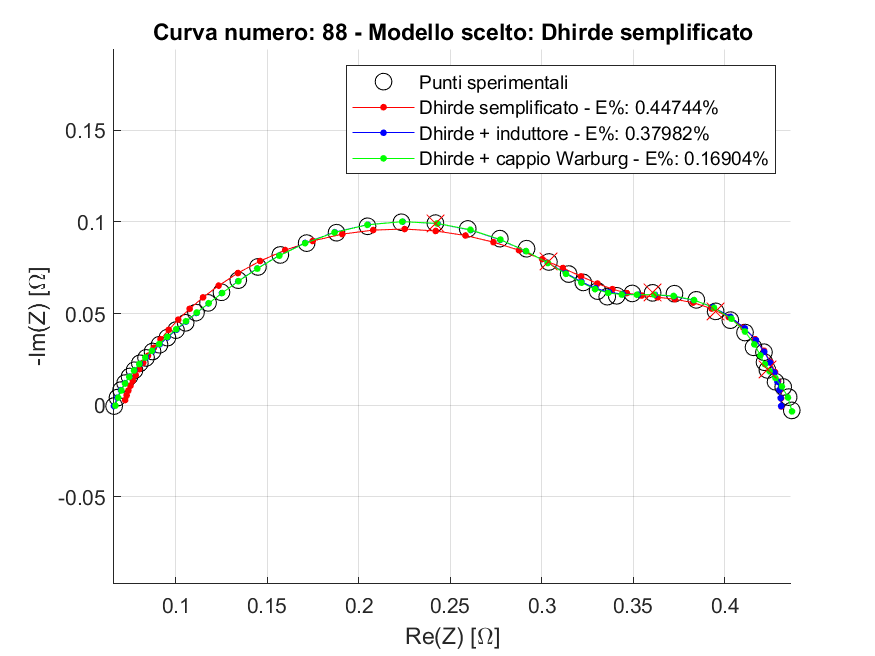 Curva numero: 88 - Modello scelto: Dhirde semplificato
Punti sperimentali
Dhirde semplificato - E%: 0.44744%
Dhirde + induttore - E%: 0.37982%
Dhirde + cappio Warburg - E%: 0.16904%
0.15
0.1
0.05
0
-0.05
-Im(Z) [Ω]
0.1 0.15 0.2 0.25 0.3 0.35 0.4
Re(Z) [Ω]